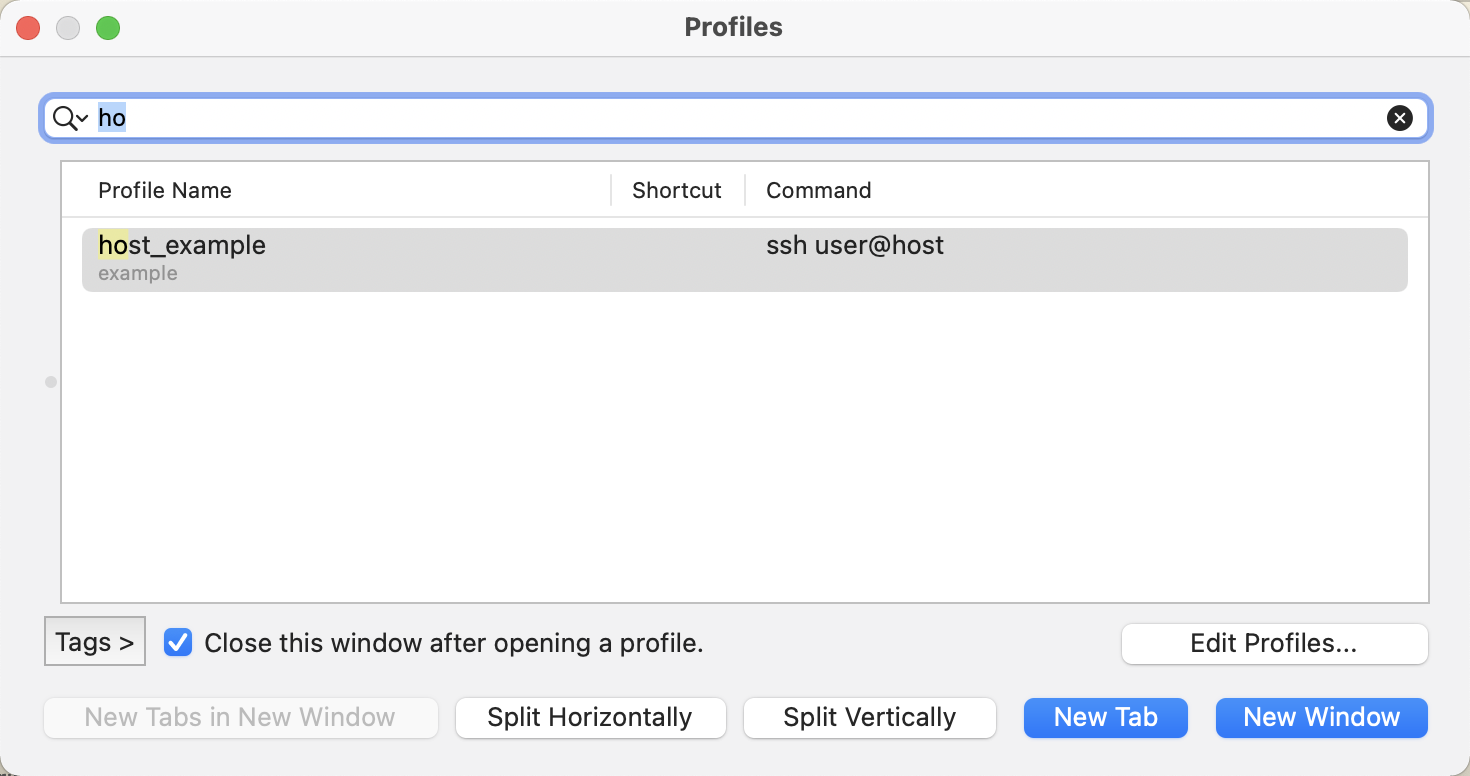 Profiles
ho
Profile Name Shortcut Command
host_example ssh user@host
example
Tags > Close this window after opening a profile. Edit Profiles...
New Tabs in New Window Split Horizontally Split Vertically New Tab New Window